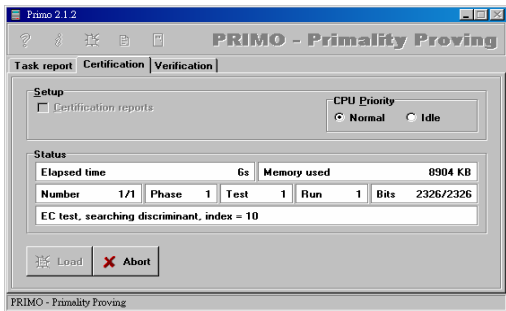 Primo 2.1.2
PRIMO - Primality Proving
Task report Certification Verification
Setup
Certification reports
CPU Priority
Normal Idle
Status
Elapsed time 6s Memory used 8904 KB
Number 1/1 Phase 1 Test 1 Run 1 Bits 2326/2326
EC test, searching discriminant, index = 10
Load Abort
PRIMO - Primality Proving